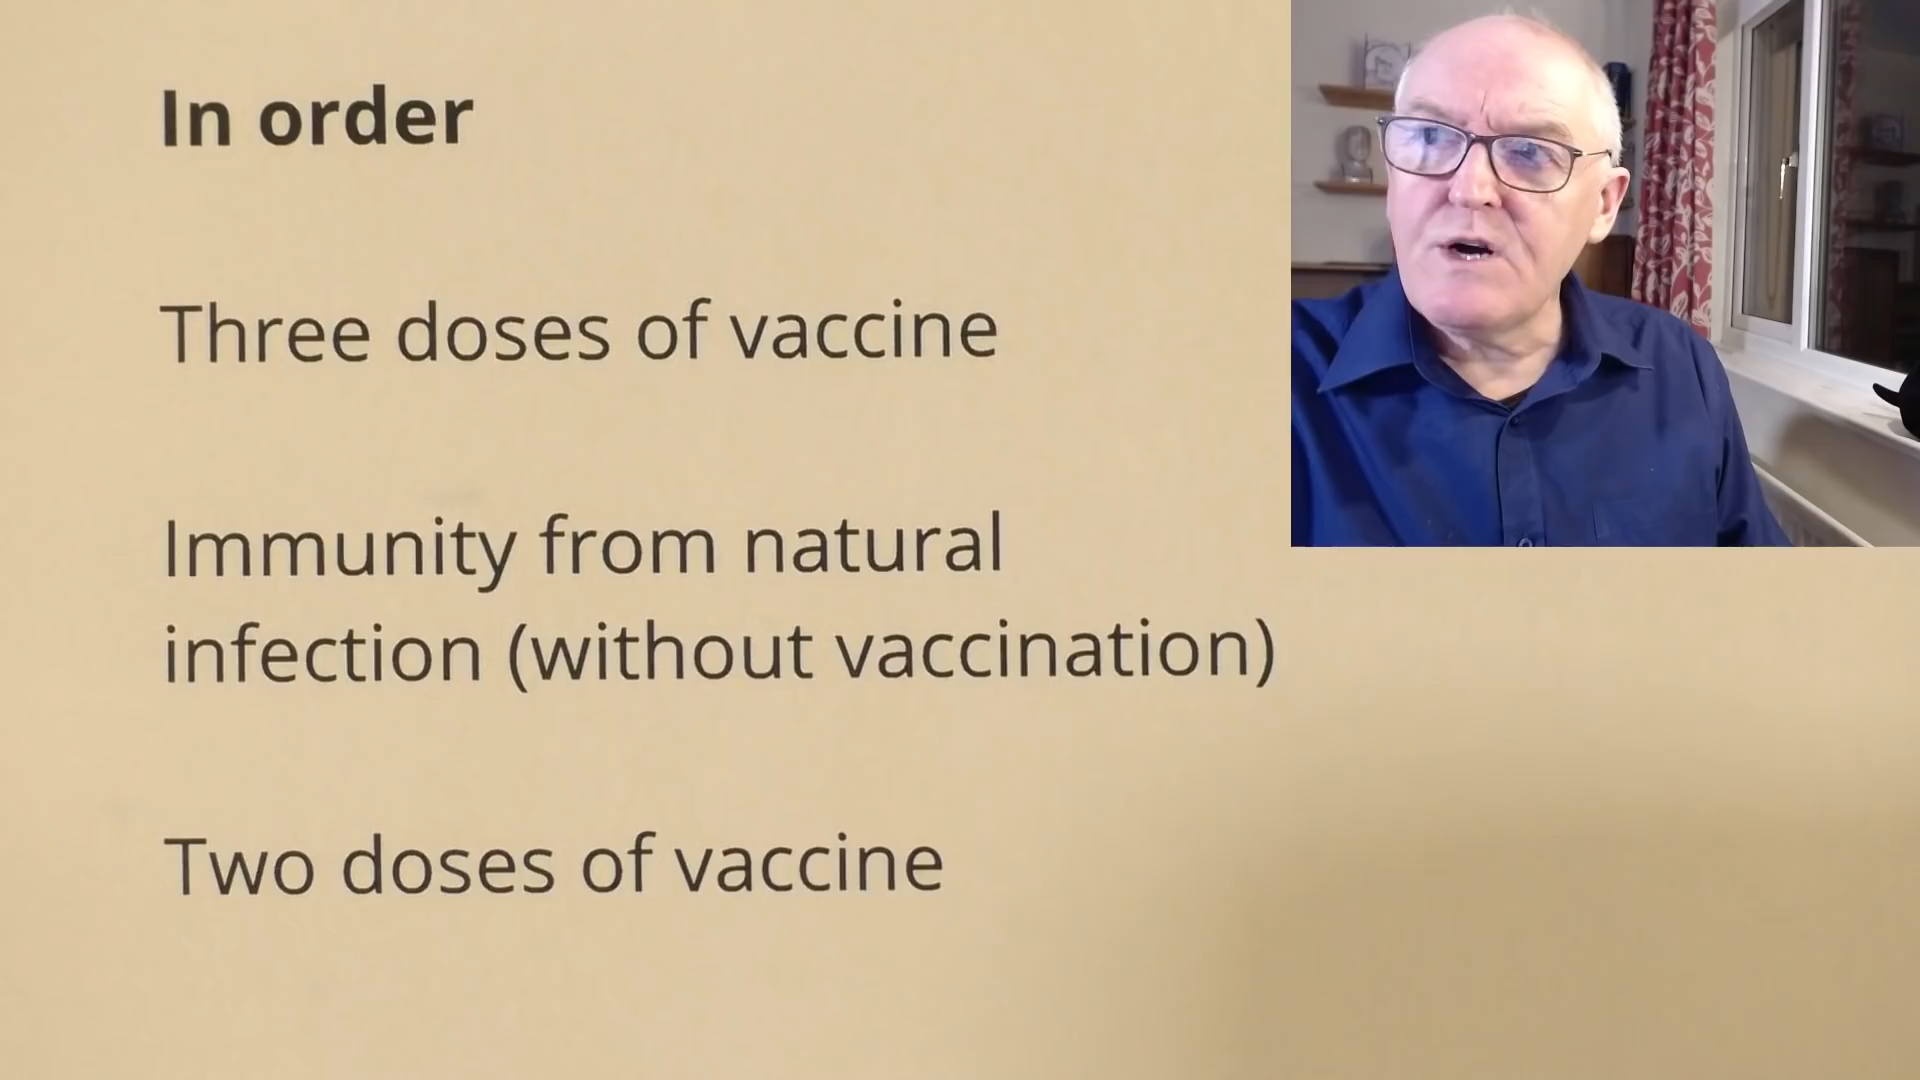 In order
Three doses of vaccine
Immunity from natural
infection (without vaccination)
Two doses of vaccine